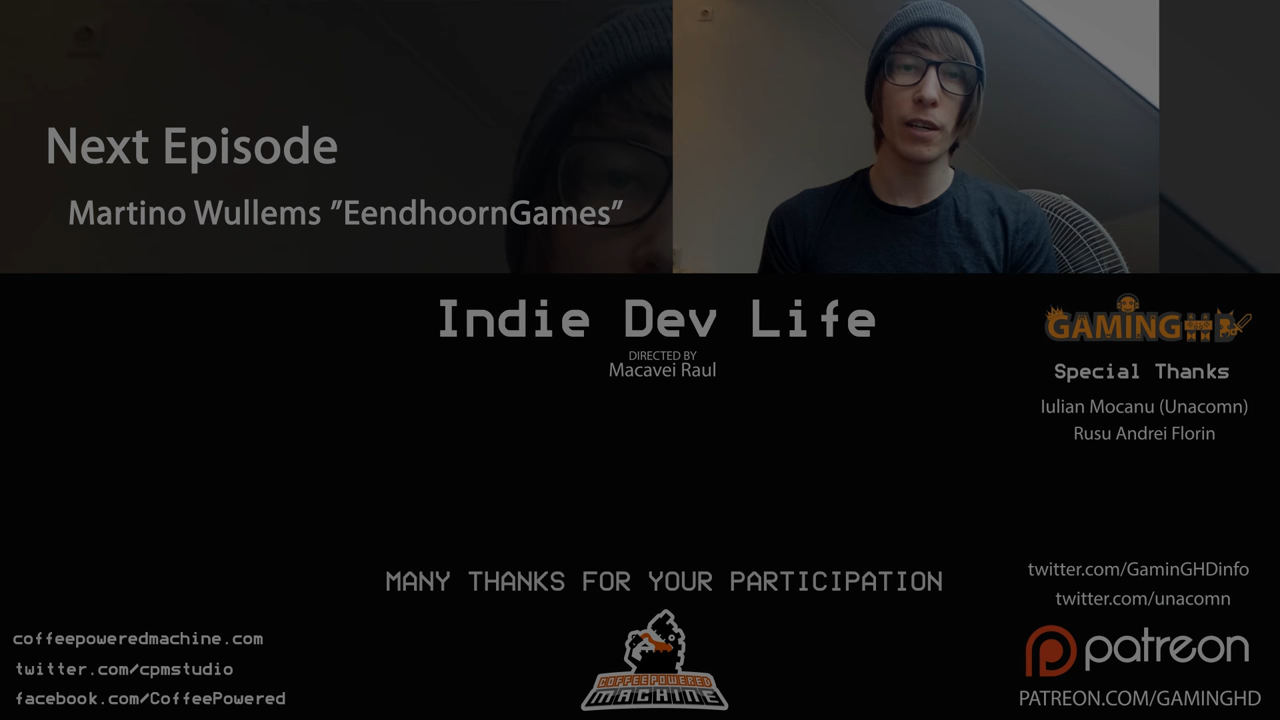 Next Episode
Martino Wullems ”EendhoornGames”
Indie Dev Life
DIRECTED BY
Macavei Raul
GAMINGHD
Special Thanks
Iulian Mocanu (Unacomn)
Rusu Andrei Florin
MANY THANKS FOR YOUR PARTICIPATION
coffeepoweredmachine.com
twitter.com/cpmstudio
facebook.com/CoffeePowered
COFFEE POWERED
MACHINE
twitter.com/GaminGHDinfo
twitter.com/unacomn
patreon
PATREON.COM/GAMINGHD